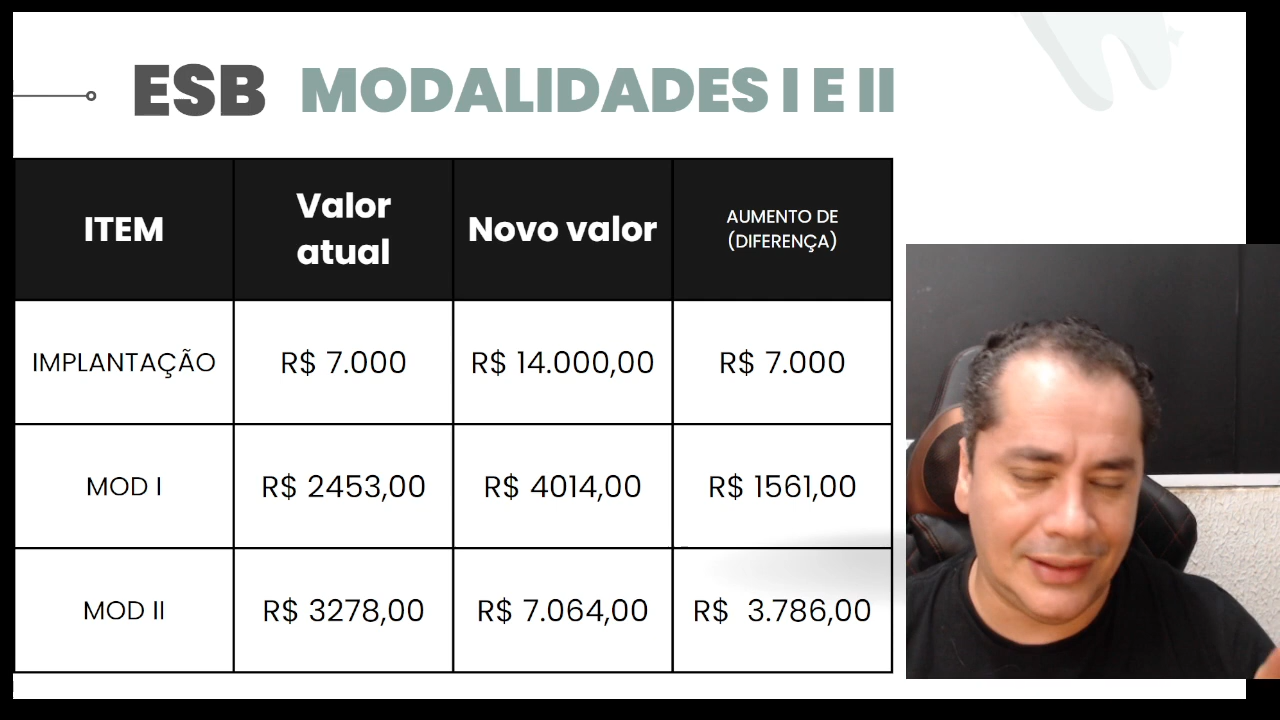 ESB MODALIDADES I E II
ITEM
Valor
atual
Novo valor
AUMENTO DE
(DIFERENÇA)
IMPLANTAÇÃO
R$ 7.000
R$ 14.000,00
R$ 7.000
MOD I
R$ 2453,00
R$ 4014,00
R$ 1561,00
MOD II
R$ 3278,00
R$ 7.064,00
R$ 3.786,00